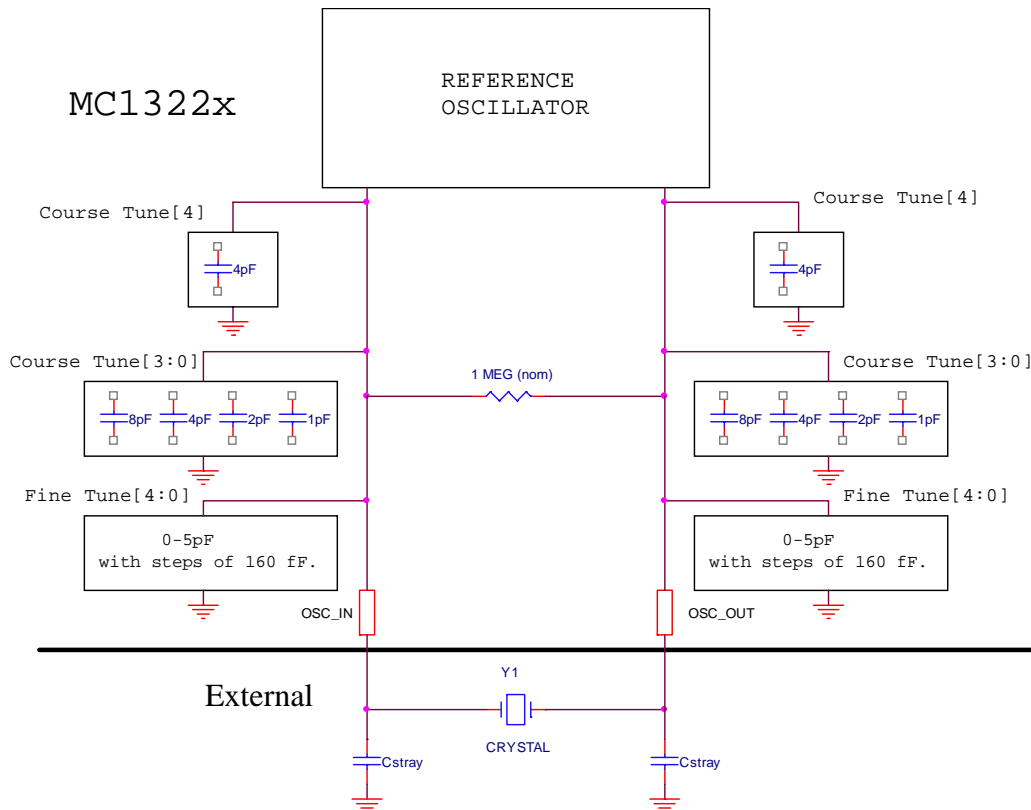 REFERENCE
OSCILLATOR
MC1322x
Course Tune[4]
4pF
Course Tune[4]
4pF
Course Tune[3:0]
8pF 4pF 2pF 1pF
1 MEG (nom)
Course Tune[3:0]
8pF 4pF 2pF 1pF
Fine Tune[4:0]
0-5pF
with steps of 160 fF.
Fine Tune[4:0]
0-5pF
with steps of 160 fF.
OSC_IN
OSC_OUT
External
Y1
CRYSTAL
Cstray
Cstray